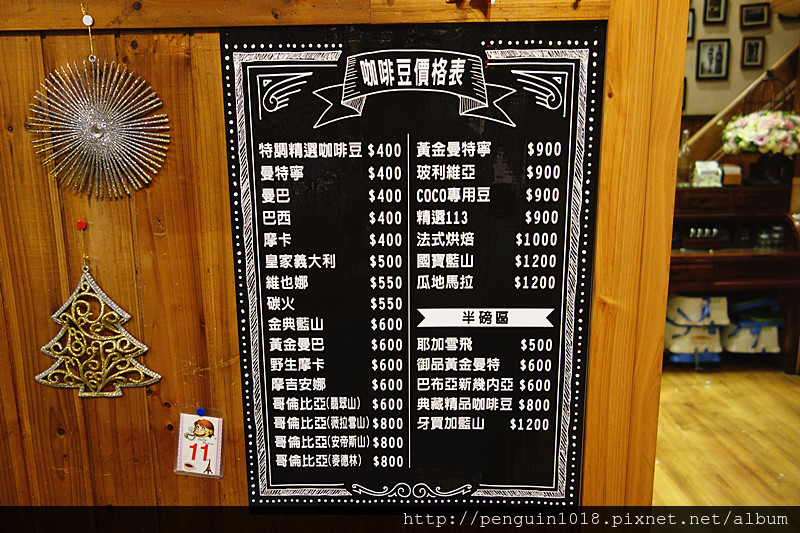 咖啡豆價格表
特調精選咖啡豆 $400
曼特寧 $400
曼巴 $400
巴西 $400
摩卡 $400
皇家義大利 $500
維也娜 $550
碳火 $550
金典藍山 $600
黃金曼巴 $600
野生摩卡 $600
摩吉安娜 $600
哥倫比亞(翡翠山) $600
哥倫比亞(薇拉雪山) $800
哥倫比亞(安帝斯山) $800
哥倫比亞(麥德林) $800
黃金曼特寧 $900
玻利維亞 $900
COCO專用豆 $900
精選113 $900
法式烘焙 $1000
國寶藍山 $1200
瓜地馬拉 $1200
半磅區
耶加雪飛 $500
御品黃金曼特 $600
巴布亞新幾內亞 $600
典藏精品咖啡豆 $800
牙買加藍山 $1200
11
http://penguin1018.pixnet.net/album